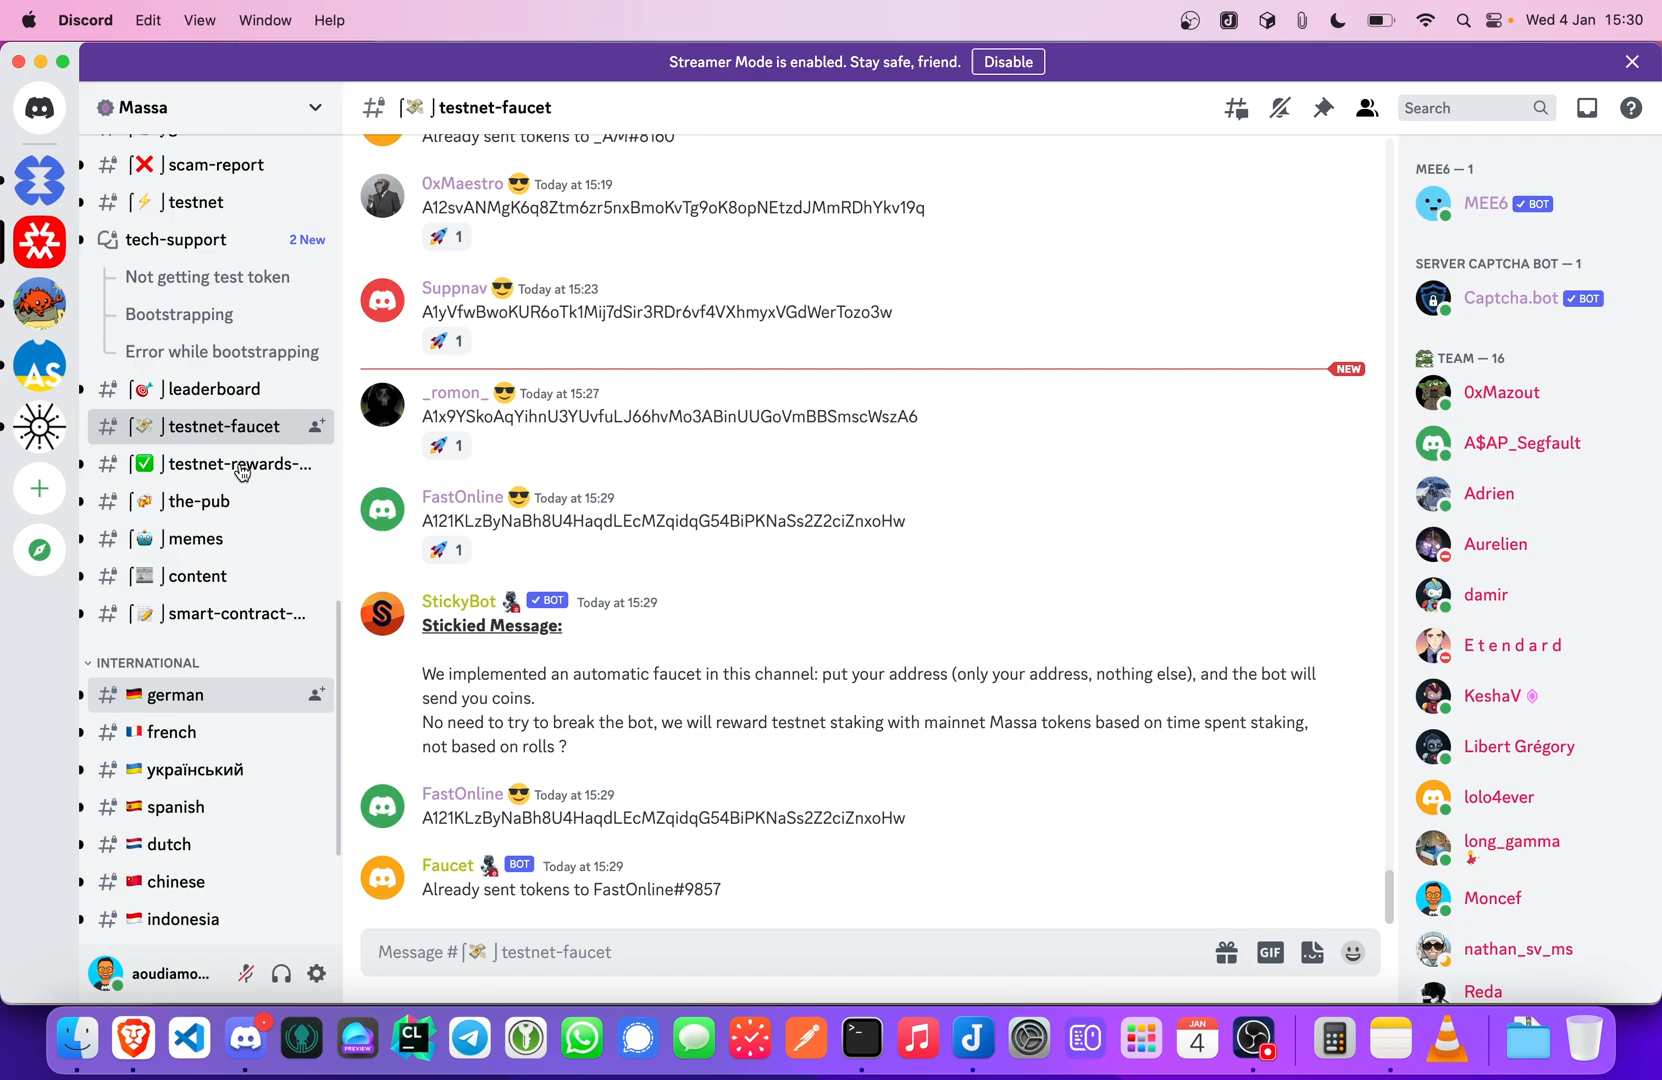 Discord Edit View Window Help
Wed 4 Jan 15:30
Streamer Mode is enabled. Stay safe, friend. Disable
Massa
scam-report
testnet
tech-support 2 New
Not getting test token
Bootstrapping
Error while bootstrapping
leaderboard
testnet-faucet
testnet-rewards-...
the-pub
memes
content
smart-contract-...
INTERNATIONAL
german
french
український
spanish
dutch
chinese
indonesia
aoudiamo...
testnet-faucet
Search
Already sent tokens to _AM#8160
0xMaestro Today at 15:19
A12svANMgK6q8Ztm6zr5nxBmoKvTg9oK8opNEtzdJMmRDhYkv19q
1
Suppnav Today at 15:23
A1yVfwBwoKUR6oTk1Mij7dSir3RDr6vf4VXhmyxVGdWerTozo3w
1
NEW
_romon_ Today at 15:27
A1x9YSkoAqYihnU3YUvfuLJ66hvMo3ABinUUGoVmBBSmscWszA6
1
FastOnline Today at 15:29
A121KLzByNaBh8U4HaqdLEcMZqidqG54BiPKNaSs2Z2ciZnxoHw
1
StickyBot BOT Today at 15:29
Stickied Message:
We implemented an automatic faucet in this channel: put your address (only your address, nothing else), and the bot will
send you coins.
No need to try to break the bot, we will reward testnet staking with mainnet Massa tokens based on time spent staking,
not based on rolls ?
FastOnline Today at 15:29
A121KLzByNaBh8U4HaqdLEcMZqidqG54BiPKNaSs2Z2ciZnxoHw
Faucet BOT Today at 15:29
Already sent tokens to FastOnline#9857
Message # ⌈💸⌋testnet-faucet
GIF
MEE6 — 1
MEE6 BOT
SERVER CAPTCHA BOT — 1
Captcha.bot BOT
TEAM — 16
0xMazout
A$AP_Segfault
Adrien
Aurelien
damir
E t e n d a r d
KeshaV
Libert Grégory
lolo4ever
long_gamma
Moncef
nathan_sv_ms
Reda
AS
CL
PREVIEW
JAN
4